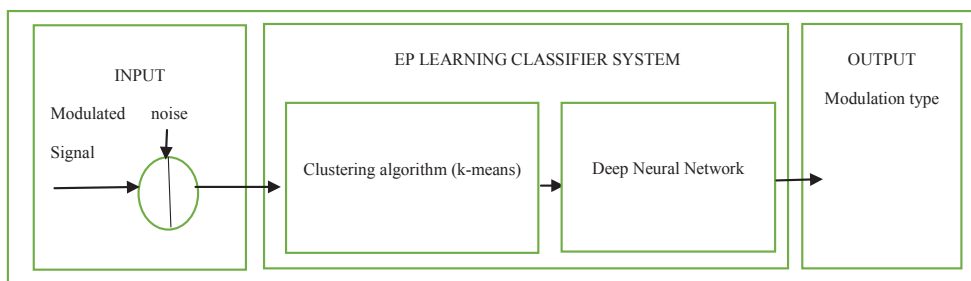 INPUT
Modulated noise
Signal
EP LEARNING CLASSIFIER SYSTEM
Clustering algorithm (k-means)
Deep Neural Network
OUTPUT
Modulation type